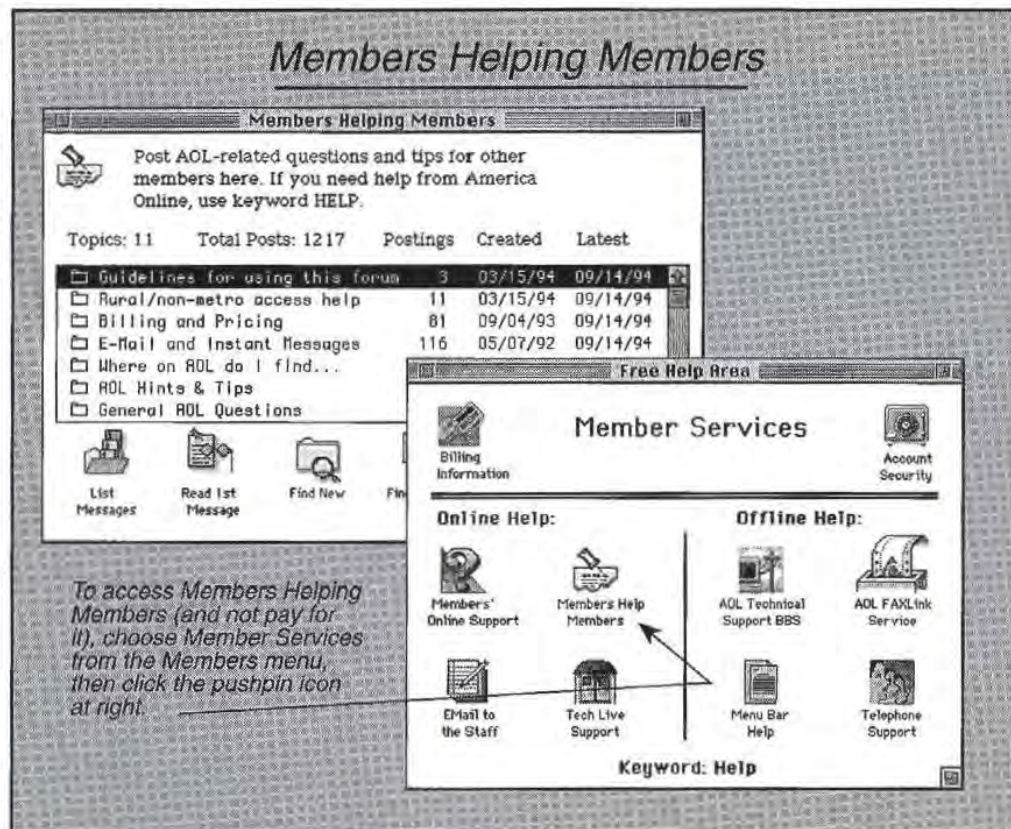 Members Helping Members
Members Helping Members
Post AOL-related questions and tips for other
members here. If you need help from America
Online, use keyword HELP.
Topics: 11 Total Posts: 1217 Postings Created Latest
Guidelines for using this forum 3 03/15/94 09/14/94
Rural/non-metro access help 11 03/15/94 09/14/94
Billing and Pricing 81 09/04/93 09/14/94
E-Mail and Instant Messages 116 05/07/92 09/14/94
Where on AOL do I find...
AOL Hints & Tips
General AOL Questions
List
Messages
Read 1st
Message
Find New
Fin
Free Help Area
Member Services
Billing
Information
Account
Security
Online Help:
Offline Help:
Members'
Online Support
Members Help
Members
AOL Technical
Support BBS
AOL FAXLink
Service
EMail to
the Staff
Tech Live
Support
Menu Bar
Help
Telephone
Support
Keyword: Help
To access Members Helping
Members (and not pay for
it), choose Member Services
from the Members menu,
then click the pushpin icon
at right.